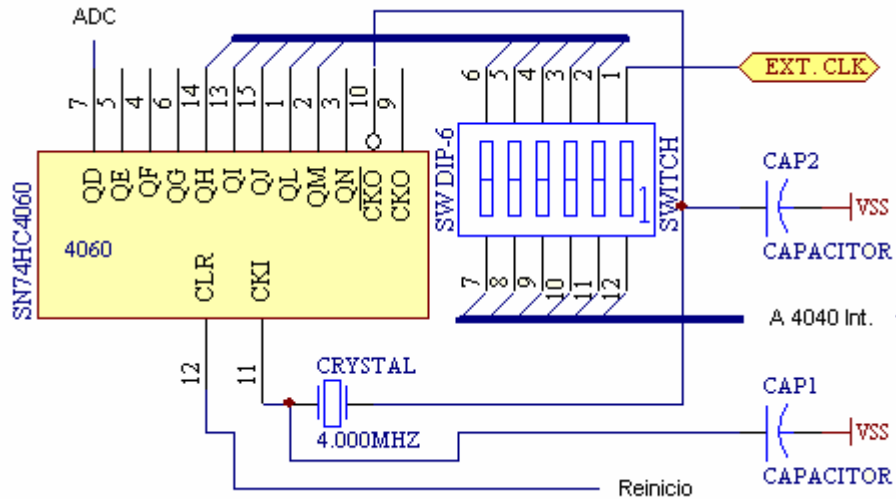 ADC
7
5
4
6
14
13
15
1
2
3
10
9
6
5
4
3
2
1
EXT. CLK
QD
QE
QF
QG
QH
QI
QJ
QL
QM
QN
CKO
CKO
SN74HC4060
4060
CLR
CKI
SW DIP-6
1
SWITCH
CAP2
VSS
CAPACITOR
7
8
9
10
11
12
A 4040 Int.
12
11
CRYSTAL
4.000MHZ
CAP1
VSS
CAPACITOR
Reinicio